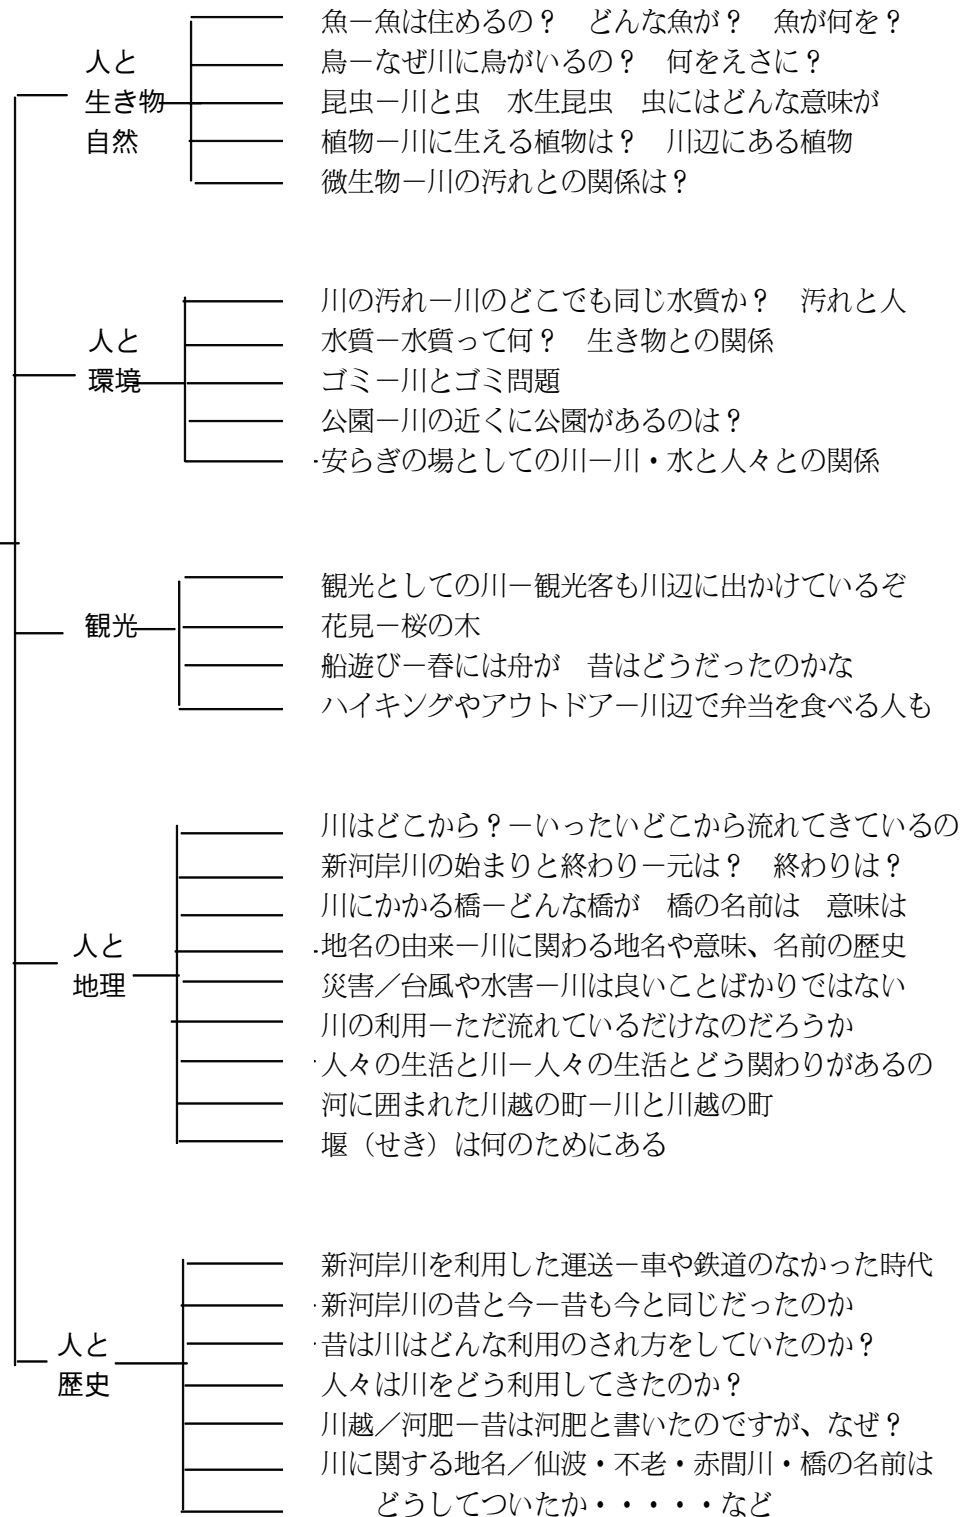 人と
生き物
自然
魚－魚は住めるの？　どんな魚が？　魚が何を？
鳥－なぜ川に鳥がいるの？　何をえさに？
昆虫－川と虫　水生昆虫　虫にはどんな意味が
植物－川に生える植物は？　川辺にある植物
微生物－川の汚れとの関係は？
人と
環境
川の汚れ－川のどこでも同じ水質か？　汚れと人
水質－水質って何？　生き物との関係
ゴミ－川とゴミ問題
公園－川の近くに公園があるのは？
安らぎの場としての川－川・水と人々との関係
観光
観光としての川－観光客も川辺に出かけているぞ
花見－桜の木
船遊び－春には舟が　昔はどうだったのかな
ハイキングやアウトドア－川辺で弁当を食べる人も
人と
地理
川はどこから？－いったいどこから流れてきているの
新河岸川の始まりと終わり－元は？　終わりは？
川にかかる橋－どんな橋が　橋の名前は　意味は
地名の由来－川に関わる地名や意味、名前の歴史
災害／台風や水害－川は良いことばかりではない
川の利用－ただ流れているだけなのだろうか
人々の生活と川－人々の生活とどう関わりがあるの
河に囲まれた川越の町－川と川越の町
堰（せき）は何のためにある
人と
歴史
新河岸川を利用した運送－車や鉄道のなかった時代
新河岸川の昔と今－昔も今と同じだったのか
昔は川はどんな利用のされ方をしていたのか？
人々は川をどう利用してきたのか？
川越／河肥－昔は河肥と書いたのですが、なぜ？
川に関する地名／仙波・不老・赤間川・橋の名前は
どうしてついたか・・・・・など